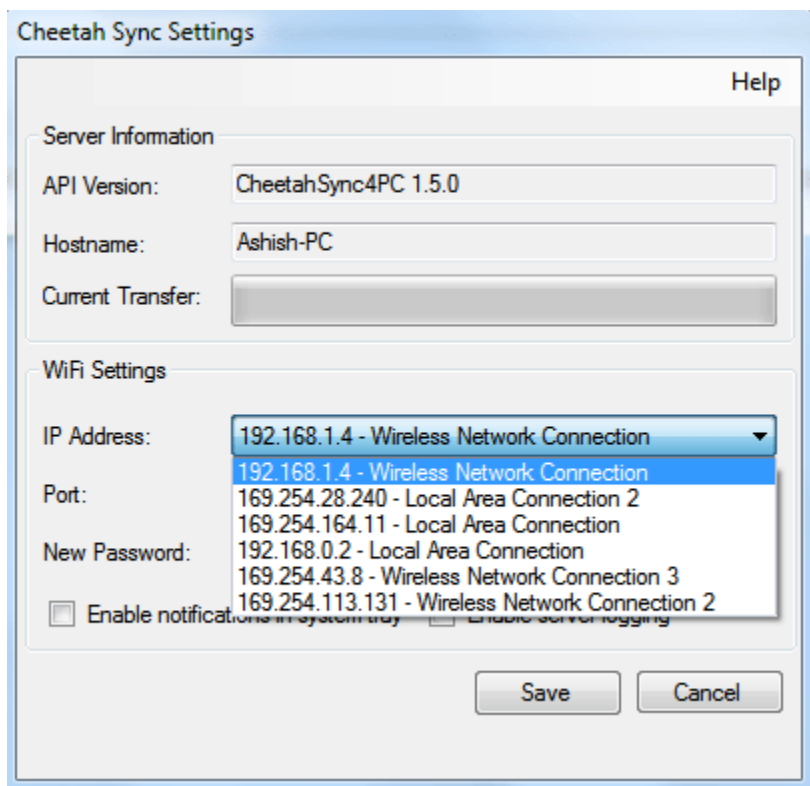 Cheetah Sync Settings
Help
Server Information
API Version: CheetahSync4PC 1.5.0
Hostname: Ashish-PC
Current Transfer:
WiFi Settings
IP Address: 192.168.1.4 - Wireless Network Connection
192.168.1.4 - Wireless Network Connection
Port: 169.254.28.240 - Local Area Connection 2
169.254.164.11 - Local Area Connection
New Password: 192.168.0.2 - Local Area Connection
169.254.43.8 - Wireless Network Connection 3
169.254.113.131 - Wireless Network Connection 2
Enable notifications in system tray Enable server logging
Save Cancel